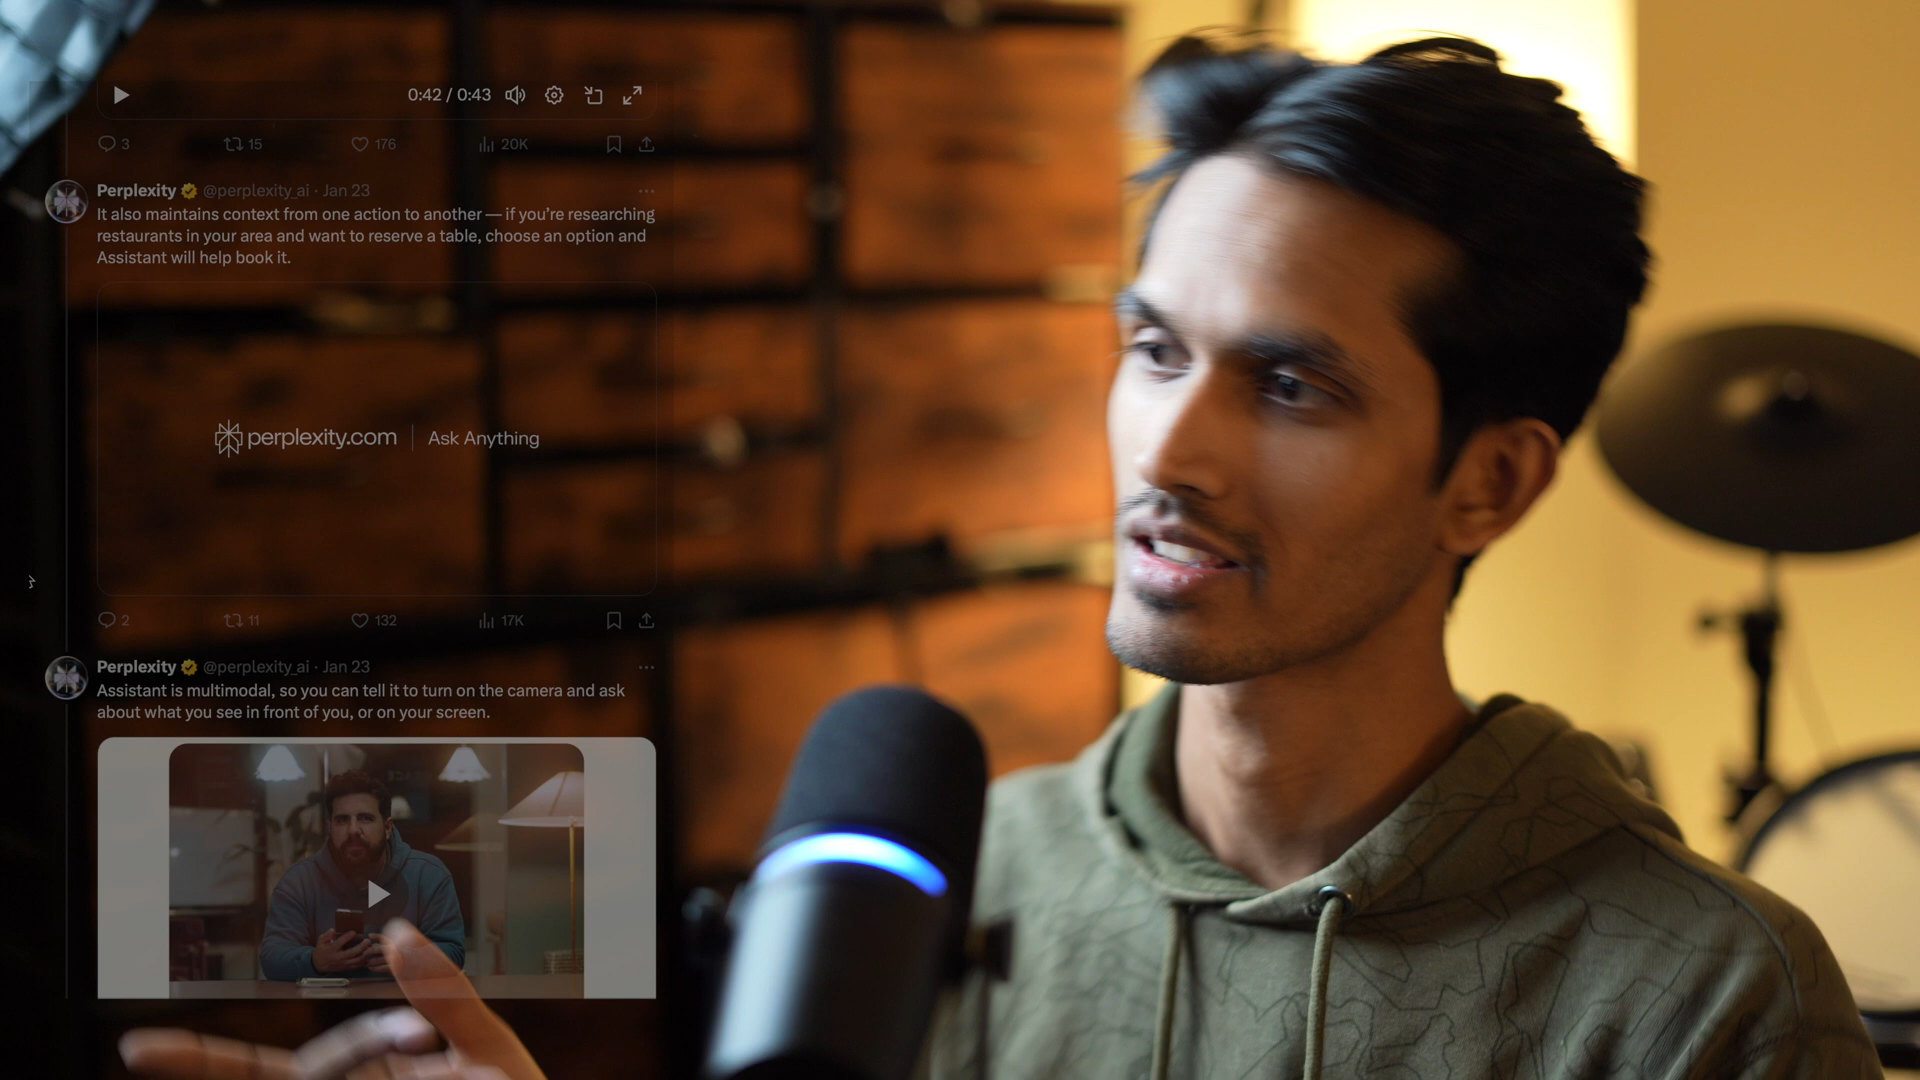 0:42 / 0:43
3 15 176 20K
Perplexity @perplexity_ai · Jan 23
It also maintains context from one action to another — if you're researching
restaurants in your area and want to reserve a table, choose an option and
Assistant will help book it.
perplexity.com | Ask Anything
2 11 132 17K
Perplexity @perplexity_ai · Jan 23
Assistant is multimodal, so you can tell it to turn on the camera and ask
about what you see in front of you, or on your screen.